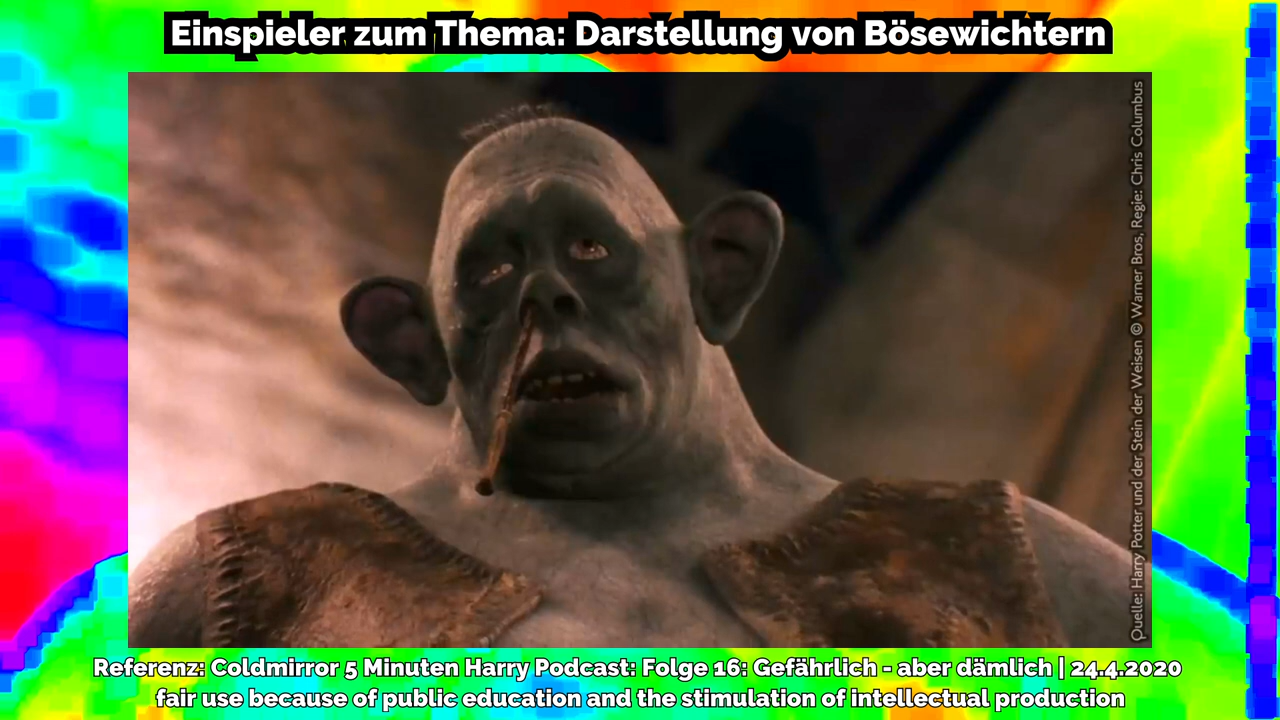 Einspieler zum Thema: Darstellung von Bösewichtern
Quelle: Harry Potter und der Stein der Weisen © Warner Bros, Regie: Chris Columbus
Referenz: Coldmirror 5 Minuten Harry Podcast: Folge 16: Gefährlich - aber dämlich | 24.4.2020
fair use because of public education and the stimulation of intellectual production